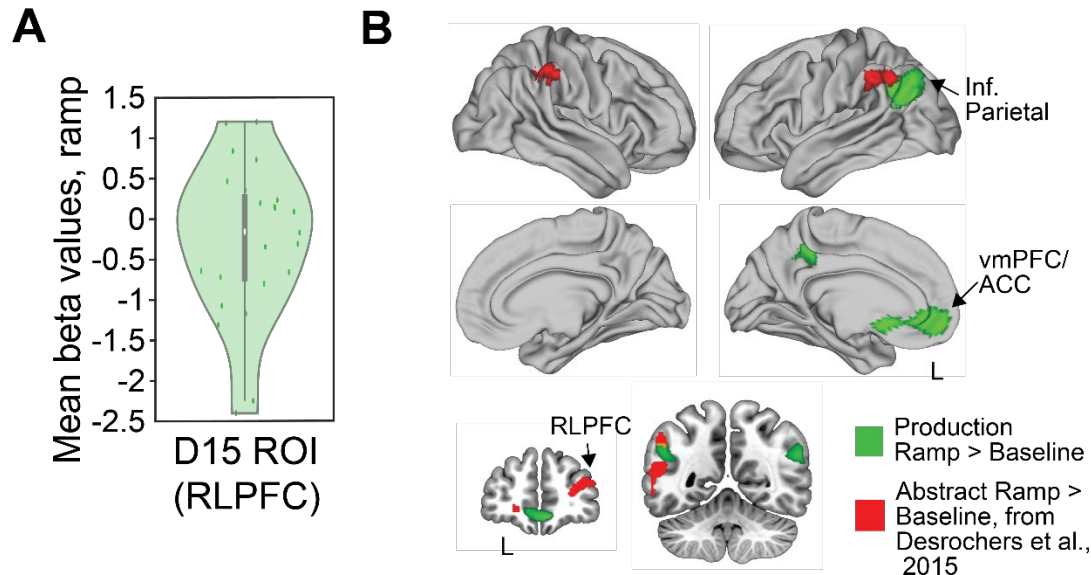 A
Mean beta values, ramp
1.5
1
0.5
0
-0.5
-1
-1.5
-2
-2.5
D15 ROI
(RLPFC)
B
Inf.
Parietal
vmPFC/
ACC
L
RLPFC
L
Production
Ramp > Baseline
Abstract Ramp >
Baseline, from
Desrochers et al.,
2015